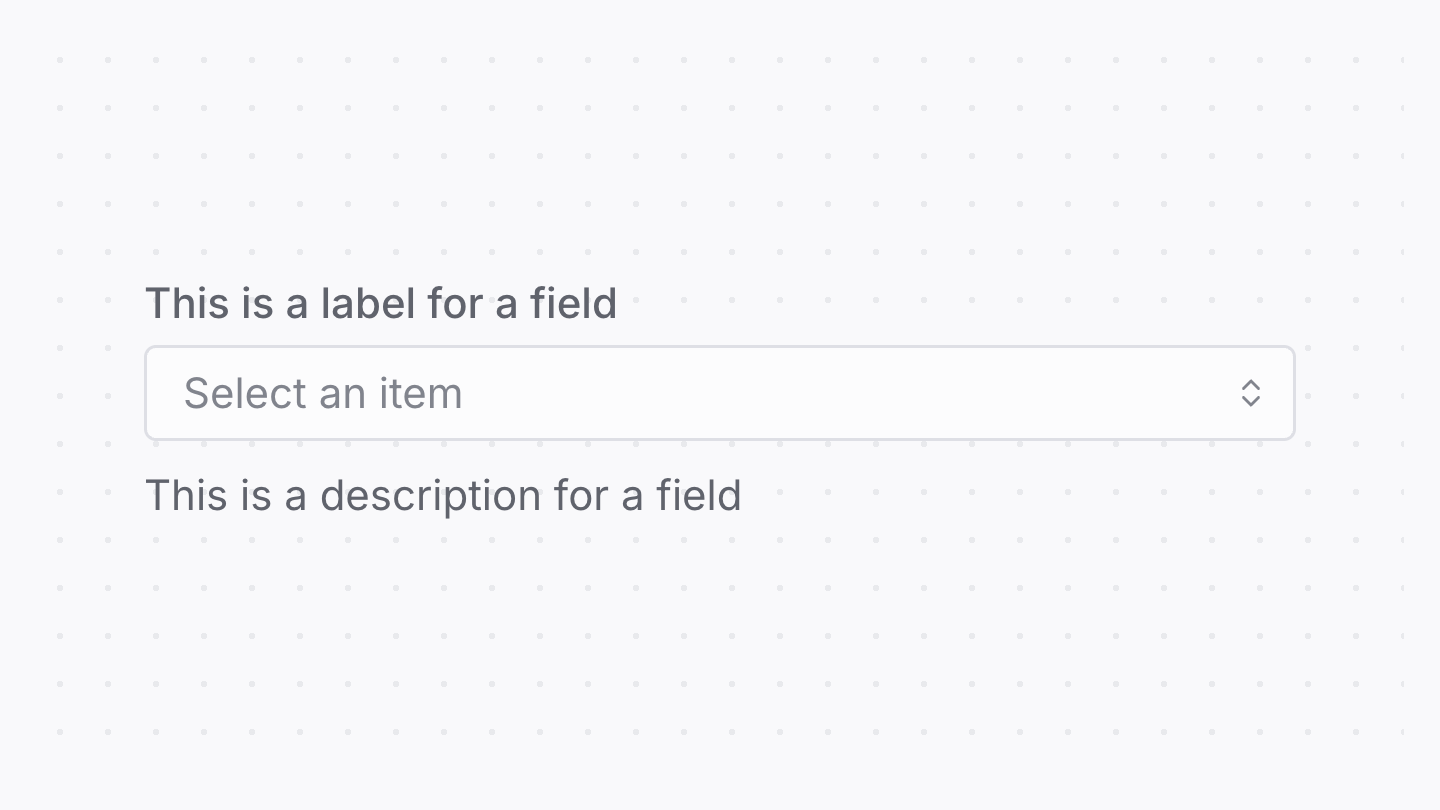 This is a label for a field
Select an item
This is a description for a field